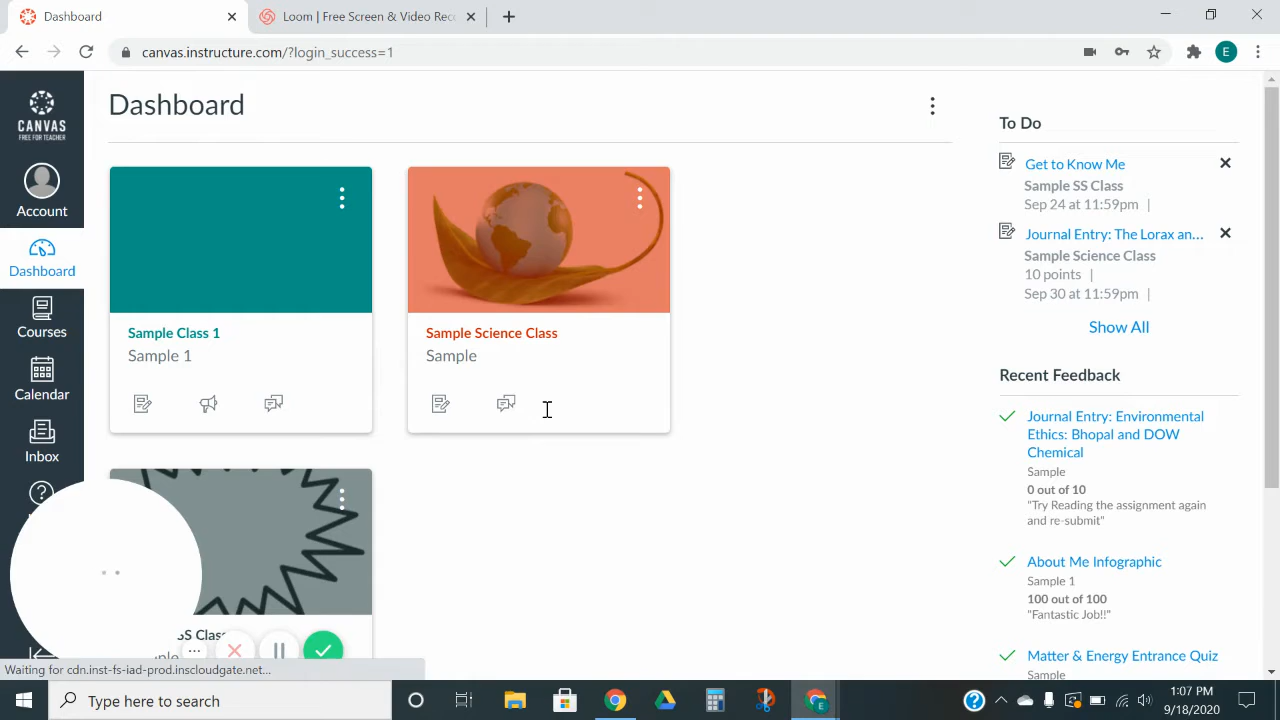 Dashboard
Loom | Free Screen & Video Rec
canvas.instructure.com/?login_success=1
E
CANVAS
FREE FOR TEACHER
Account
Dashboard
Courses
Calendar
Inbox
Dashboard
Sample Class 1
Sample 1
Sample Science Class
Sample
SS Clas
ple
To Do
Get to Know Me
Sample SS Class
Sep 24 at 11:59pm |
Journal Entry: The Lorax an...
Sample Science Class
10 points |
Sep 30 at 11:59pm |
Show All
Recent Feedback
Journal Entry: Environmental
Ethics: Bhopal and DOW
Chemical
Sample
0 out of 10
"Try Reading the assignment again
and re-submit"
About Me Infographic
Sample 1
100 out of 100
"Fantastic Job!!"
Matter & Energy Entrance Quiz
Sample
Waiting for cdn.inst-fs-iad-prod.inscloudgate.net...
Type here to search
E
1:07 PM
9/18/2020